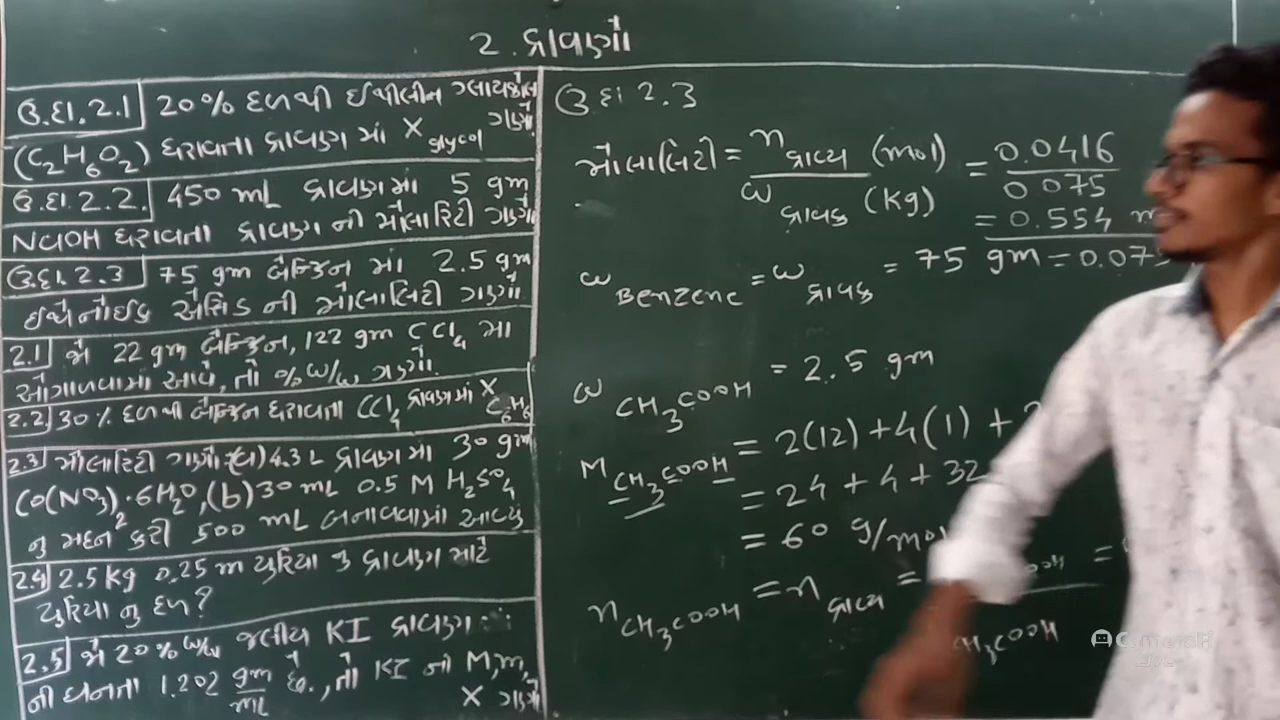 2. દ્રાવણો
ઉ.દા.2.1 20% દળથી ઈથીલીન ગ્લાયકોલ
(C₂H₆O₂) ધરાવતા દ્રાવણ માં X glycol ગણો
ઉ.દા.2.2. 450 mL દ્રાવણમાં 5 gm
NaOH ધરાવતા દ્રાવણ ની મોલારિટી ગણો
ઉ.દા.2.3 75 gm બેન્ઝિન માં 2.5 gm
ઈથેનોઈક એસિડ ની મોલાલિટી ગણો
2.1 જો 22 gm બેન્ઝિન, 122 gm CCl₄ મા
ઓગાળવામાં આવે, તો % w/w ગણો.
2.2 30% દળથી બેન્ઝિન ધરાવતા CCl₄ દ્રાવણમાં X C₆H₆
2.3 મોલારિટી ગણો (a) 4.3 L દ્રાવણ મા 30 gm
Co(NO₃)₂·6H₂O, (b) 30 mL 0.5 M H₂SO₄
નુ મંદન કરી 500 mL બનાવવામાં આવ્યુ
2.4 2.5 kg 0.25 m યુરિયા નુ દ્રાવણ માટે
યુરિયા નુ દળ?
2.5 જો 20% w/w જલીય KI દ્રાવણ
ની ઘનતા 1.202 gm/mL છે., તો KI ની M, m,
X ગણો
ઉ દા 2.3
મોલાલિટી = n દ્રાવ્ય (mol) / w દ્રાવક (kg) = 0.0416 / 0.075
= 0.554 m
w Benzene = w દ્રાવક = 75 gm = 0.075
w CH₃COOH = 2.5 gm
M CH₃COOH = 2(12) + 4(1) + 2
= 24 + 4 + 32
= 60 g/mol
n CH₃COOH = n દ્રાવ્ય = COOH =
CH₃COOH